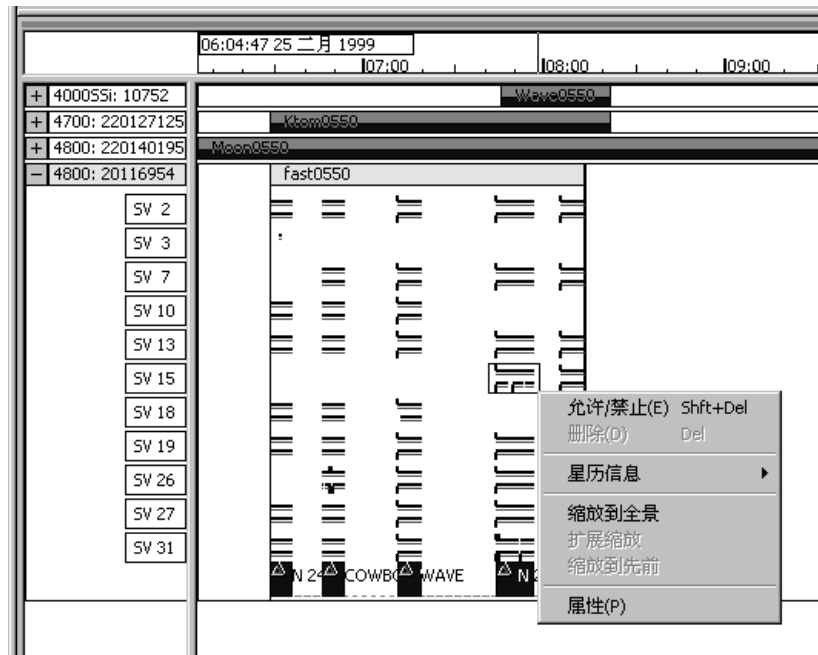 06:04:47 25 二月 1999
07:00 08:00 09:00
+ 4000SSi: 10752 Wave0550
+ 4700: 220127125 Ktom0550
+ 4800: 220140195 Moon0550
− 4800: 20116954 fast0550
SV 2
SV 3
SV 7
SV 10
SV 13
SV 15
SV 18
SV 19
SV 26
SV 27
SV 31
N 24 COWBO WAVE N
允许/禁止(E) Shft+Del
删除(D) Del
星历信息
缩放到全景
扩展缩放
缩放到先前
属性(P)